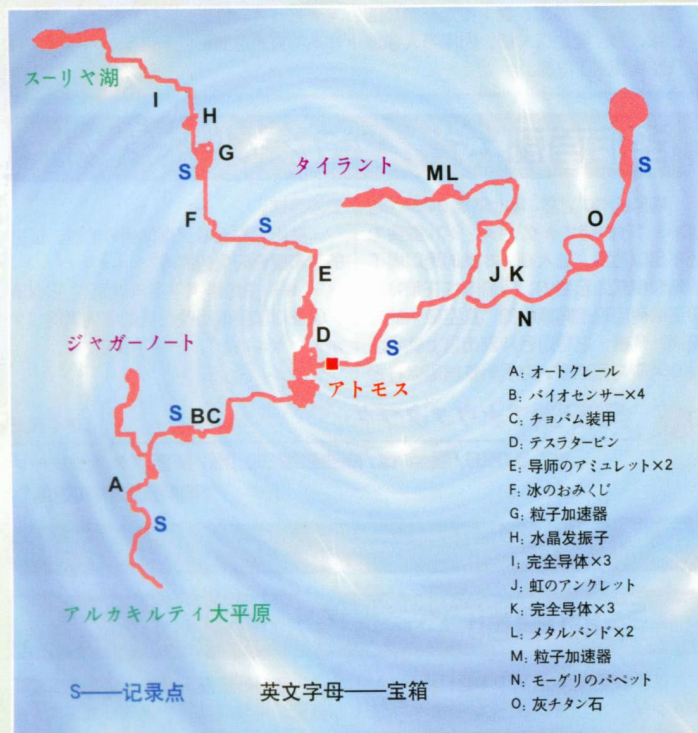 スーリヤ湖
I
H
G
S
タイラント
M L
S
F
S
O
E
J K
N
D
ジャガーノート
S
アトモス
S B C
A
S
アルカキルティ大平原
A: オートクレール
B: バイオセンサー×4
C: チョバム装甲
D: テスラタービン
E: 导师のアミュレット×2
F: 冰のおみくじ
G: 粒子加速器
H: 水晶发振子
I: 完全导体×3
J: 虹のアンクレット
K: 完全导体×3
L: メタルバンド×2
M: 粒子加速器
N: モーグリのパペット
O: 灰チタン石
S——记录点 英文字母——宝箱